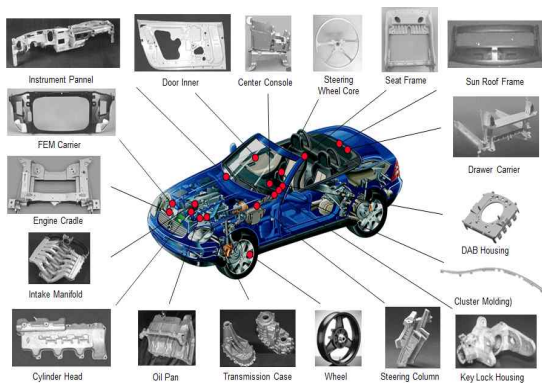 Instrument Pannel
Door Inner
Center Console
Steering
Wheel Core
Seat Frame
Sun Roof Frame
FEM Carrier
Drawer Carrier
Engine Cradle
DAB Housing
Intake Manifold
Cluster Molding)
Cylinder Head
Oil Pan
Transmission Case
Wheel
Steering Column
Key Lock Housing